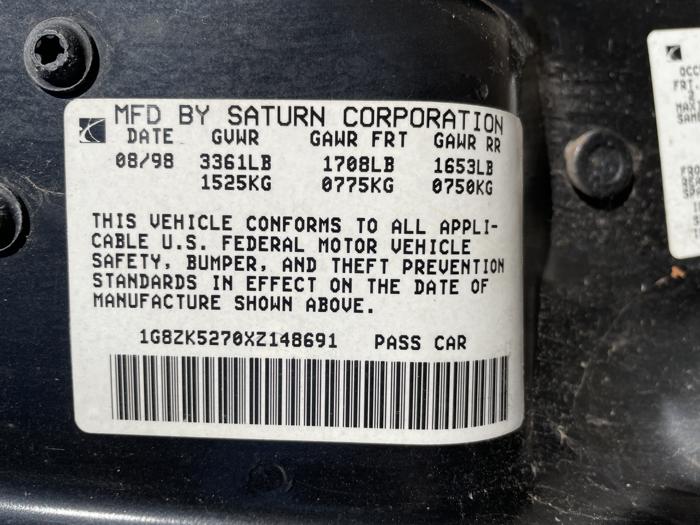 MFD BY SATURN CORPORATION
DATE GVWR GAWR FRT GAWR RR
08/98 3361LB 1708LB 1653LB
1525KG 0775KG 0750KG
THIS VEHICLE CONFORMS TO ALL APPLI-
CABLE U.S. FEDERAL MOTOR VEHICLE
SAFETY, BUMPER, AND THEFT PREVENTION
STANDARDS IN EFFECT ON THE DATE OF
MANUFACTURE SHOWN ABOVE.
1G8ZK5270XZ148691 PASS CAR
FRT.